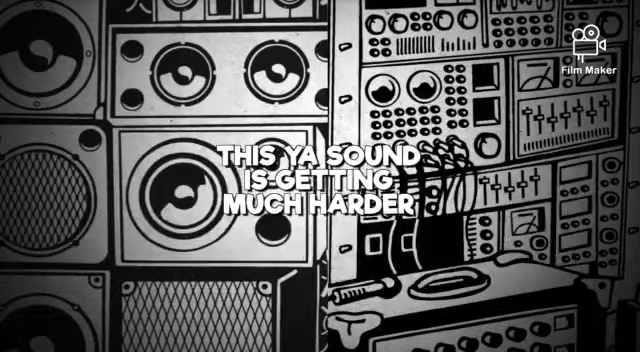 Film Maker
THIS YA SOUND
IS GETTING
MUCH HARDER